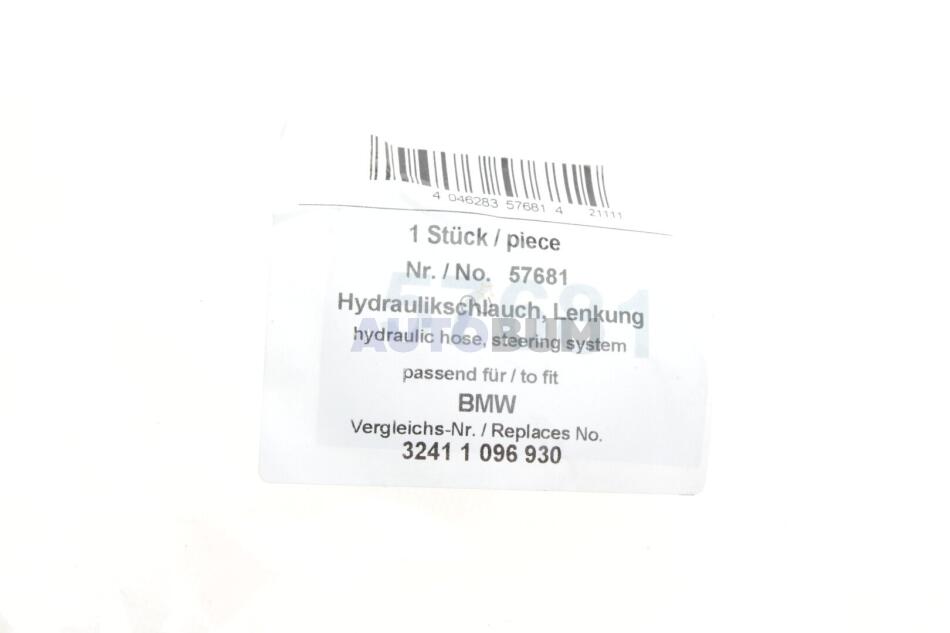 4 046283 57681 4 21111
1 Stück / piece
Nr. / No. 57681
57681
Hydraulikschlauch, Lenkung
AUTOBUM
hydraulic hose, steering system
passend für / to fit
BMW
Vergleichs-Nr. / Replaces No.
3241 1 096 930